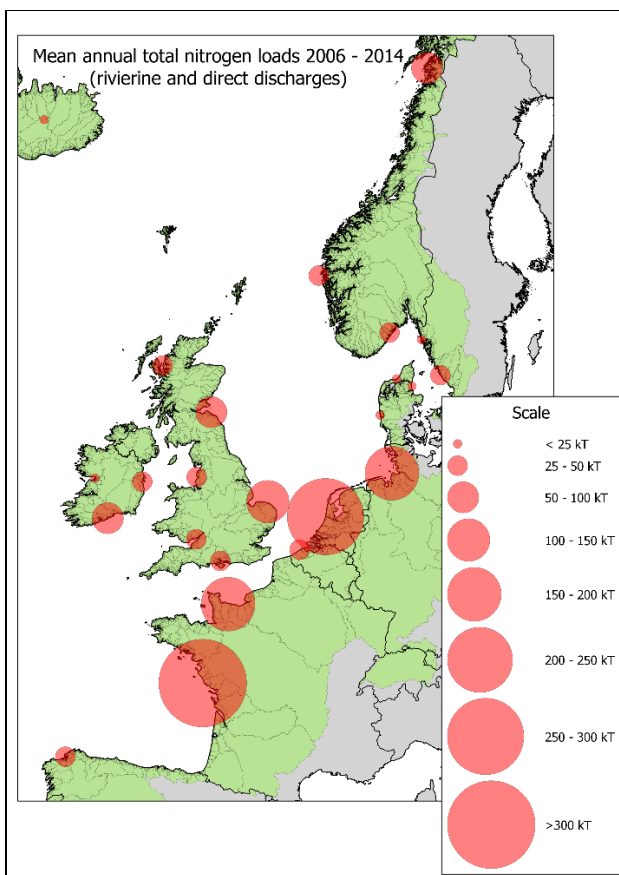 Mean annual total nitrogen loads 2006 - 2014
(rivierine and direct discharges)
Scale
< 25 kT
25 - 50 kT
50 - 100 kT
100 - 150 kT
150 - 200 kT
200 - 250 kT
250 - 300 kT
>300 kT